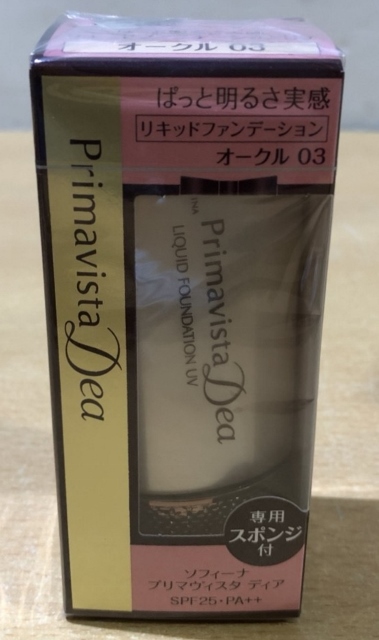 オークル 03
ぱっと明るさ実感
リキッドファンデーション
オークル 03
Primavista Dea
Primavista Dea
LIQUID FOUNDATION UV
専用
スポンジ
付
ソフィーナ
プリマヴィスタ ディア
SPF25・PA++